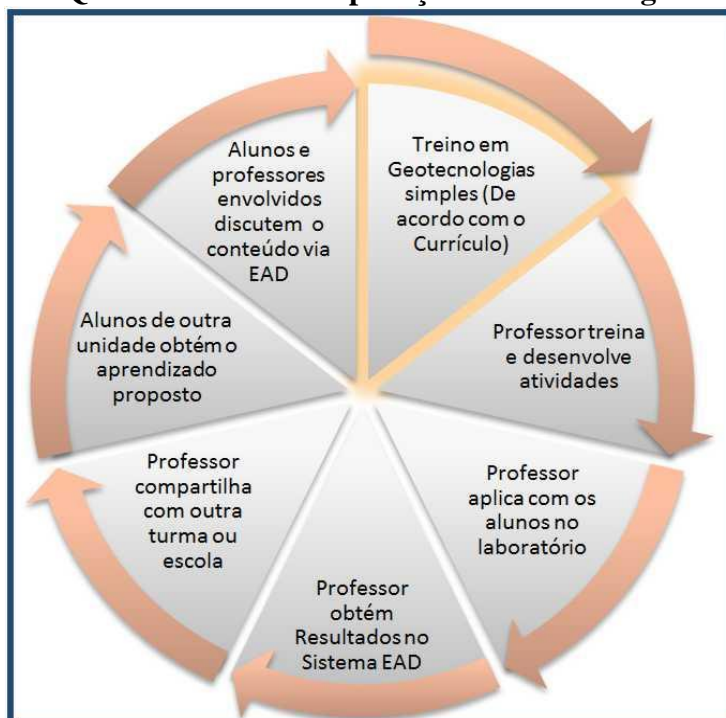 Treino em
Geotecnologias
simples (De
acordo com o
Currículo)
Professor treina
e desenvolve
atividades
Professor
aplica com os
alunos no
laboratório
Professor
obtém
Resultados no
Sistema EAD
Professor
compartilha
com outra
turma ou
escola
Alunos de outra
unidade obtém o
aprendizado
proposto
Alunos e
professores
envolvidos
discutem o
conteúdo via
EAD